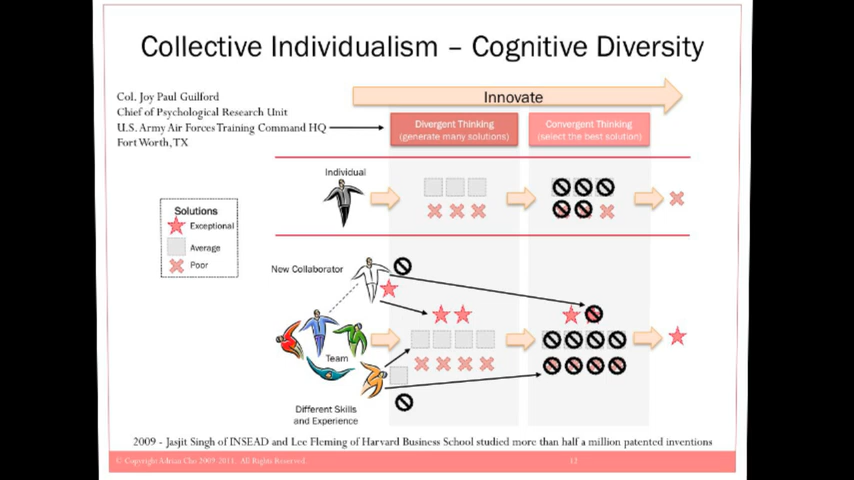 Collective Individualism – Cognitive Diversity
Col. Joy Paul Guilford
Chief of Psychological Research Unit
U.S. Army Air Forces Training Command HQ
Fort Worth, TX
Innovate
Divergent Thinking
(generate many solutions)
Convergent Thinking
(select the best solution)
Individual
Solutions
Exceptional
Average
Poor
New Collaborator
Team
Different Skills
and Experience
2009 - Jasjit Singh of INSEAD and Lee Fleming of Harvard Business School studied more than half a million patented inventions
© Copyright Adrian Cho 2009-2011. All Rights Reserved.
12